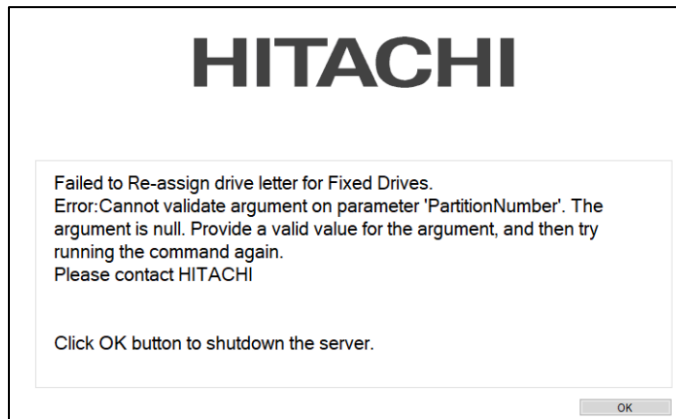 HITACHI
Failed to Re-assign drive letter for Fixed Drives.
Error:Cannot validate argument on parameter 'PartitionNumber'. The
argument is null. Provide a valid value for the argument, and then try
running the command again.
Please contact HITACHI
Click OK button to shutdown the server.
OK